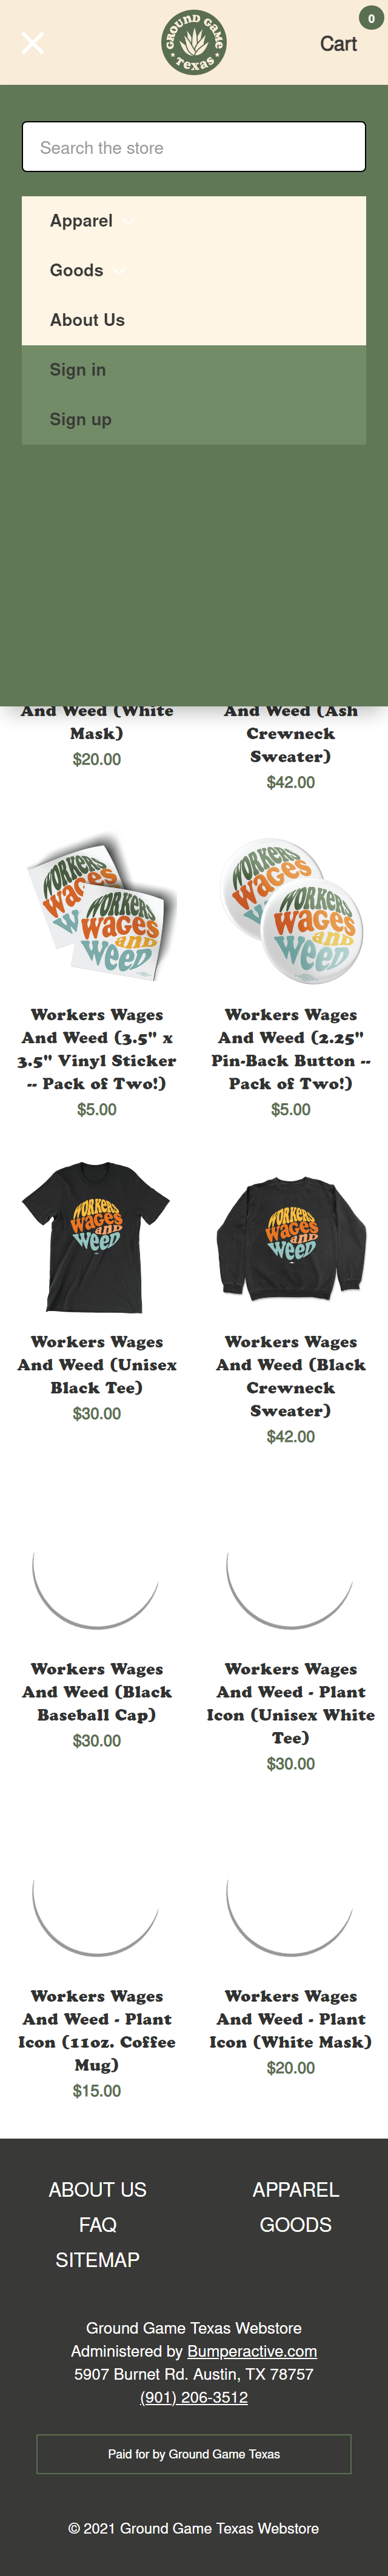 GROUND GAME
Texas
Cart
0
Search the store
Apparel
Goods
About Us
Sign in
Sign up
And Weed (White
Mask)
$20.00
And Weed (Ash
Crewneck
Sweater)
$42.00
WORKERS
Wages
W
WORKERS
Wages
and
Weed
WORKERS
Wages
W
WORKERS
Wages
and
Weed
Workers Wages
And Weed (3.5" x
3.5" Vinyl Sticker
-- Pack of Two!)
$5.00
Workers Wages
And Weed (2.25"
Pin-Back Button --
Pack of Two!)
$5.00
WORKERS
Wages
and
Weed
WORKERS
Wages
and
Weed
Workers Wages
And Weed (Unisex
Black Tee)
$30.00
Workers Wages
And Weed (Black
Crewneck
Sweater)
$42.00
Workers Wages
And Weed (Black
Baseball Cap)
$30.00
Workers Wages
And Weed - Plant
Icon (Unisex White
Tee)
$30.00
Workers Wages
And Weed - Plant
Icon (11oz. Coffee
Mug)
$15.00
Workers Wages
And Weed - Plant
Icon (White Mask)
$20.00
ABOUT US
FAQ
SITEMAP
APPAREL
GOODS
Ground Game Texas Webstore
Administered by Bumperactive.com
5907 Burnet Rd. Austin, TX 78757
(901) 206-3512
Paid for by Ground Game Texas
© 2021 Ground Game Texas Webstore